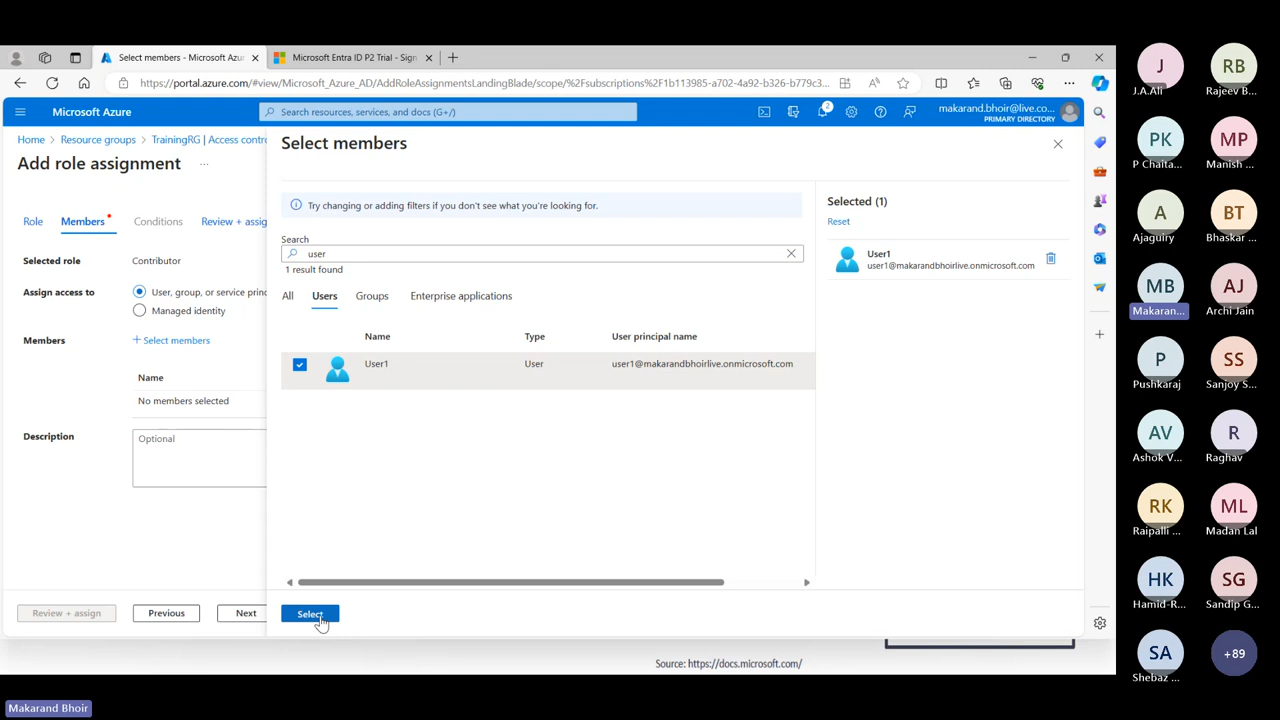 Select members - Microsoft Azur
Microsoft Entra ID P2 Trial - Sign
https://portal.azure.com/#view/Microsoft_Azure_AD/AddRoleAssignmentsLandingBlade/scope/%2Fsubscriptions%2F1b113985-a702-4a92-b326-b779c3...
Microsoft Azure
Search resources, services, and docs (G+/)
2
makarand.bhoir@live.co...
PRIMARY DIRECTORY
Home > Resource groups > TrainingRG | Access contro
Add role assignment
...
Role
Members
Conditions
Review + assig
Selected role
Contributor
Assign access to
User, group, or service princ
Managed identity
Members
+ Select members
Name
No members selected
Description
Optional
Review + assign
Previous
Next
Select members
Try changing or adding filters if you don't see what you're looking for.
Search
user
1 result found
All
Users
Groups
Enterprise applications
Name
Type
User principal name
User1
User
user1@makarandbhoirlive.onmicrosoft.com
Select
Selected (1)
Reset
User1
user1@makarandbhoirlive.onmicrosoft.com
Source: https://docs.microsoft.com/
Makarand Bhoir
J
J.A.Ali
RB
Rajeev B...
PK
P Chaita...
MP
Manish ...
A
Ajaguiry
BT
Bhaskar ...
MB
Makaran...
AJ
Archi Jain
P
Pushkaraj
SS
Sanjoy S...
AV
Ashok V...
R
Raghav
RK
Raipalli ...
ML
Madan Lal
HK
Hamid-R...
SG
Sandip G...
SA
Shebaz ...
+89